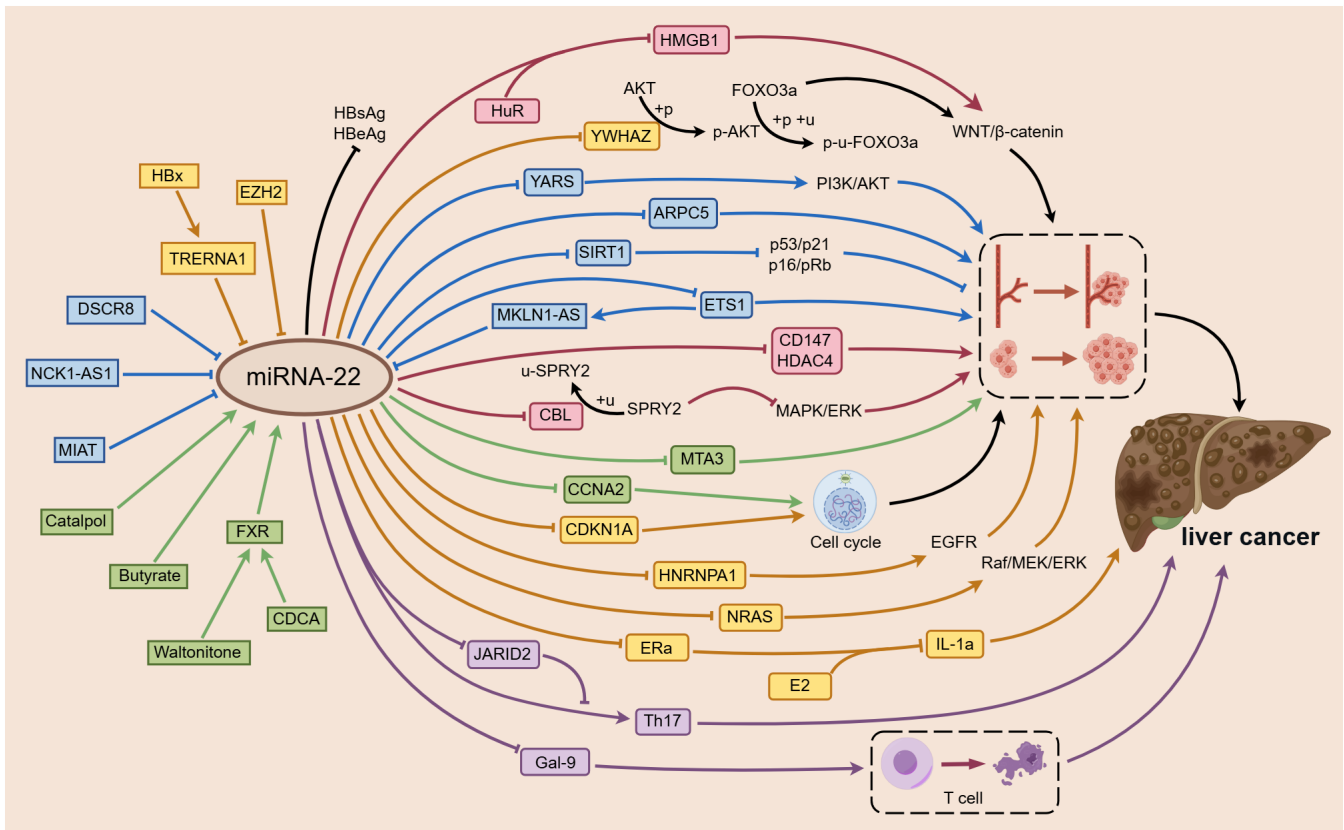 HMGB1
HuR
AKT
+p
p-AKT
FOXO3a
+p +u
p-u-FOXO3a
WNT/β-catenin
HBsAg
HBeAg
YWHAZ
HBx
EZH2
TRERNA1
YARS
PI3K/AKT
ARPC5
SIRT1
p53/p21
p16/pRb
DSCR8
MKLN1-AS
ETS1
NCK1-AS1
miRNA-22
CD147
HDAC4
u-SPRY2
+u
CBL
SPRY2
MAPK/ERK
MIAT
MTA3
CCNA2
Catalpol
FXR
CDKN1A
Cell cycle
EGFR
liver cancer
Butyrate
HNRNPA1
Raf/MEK/ERK
CDCA
NRAS
Waltonitone
JARID2
ERa
IL-1a
E2
Th17
Gal-9
T cell